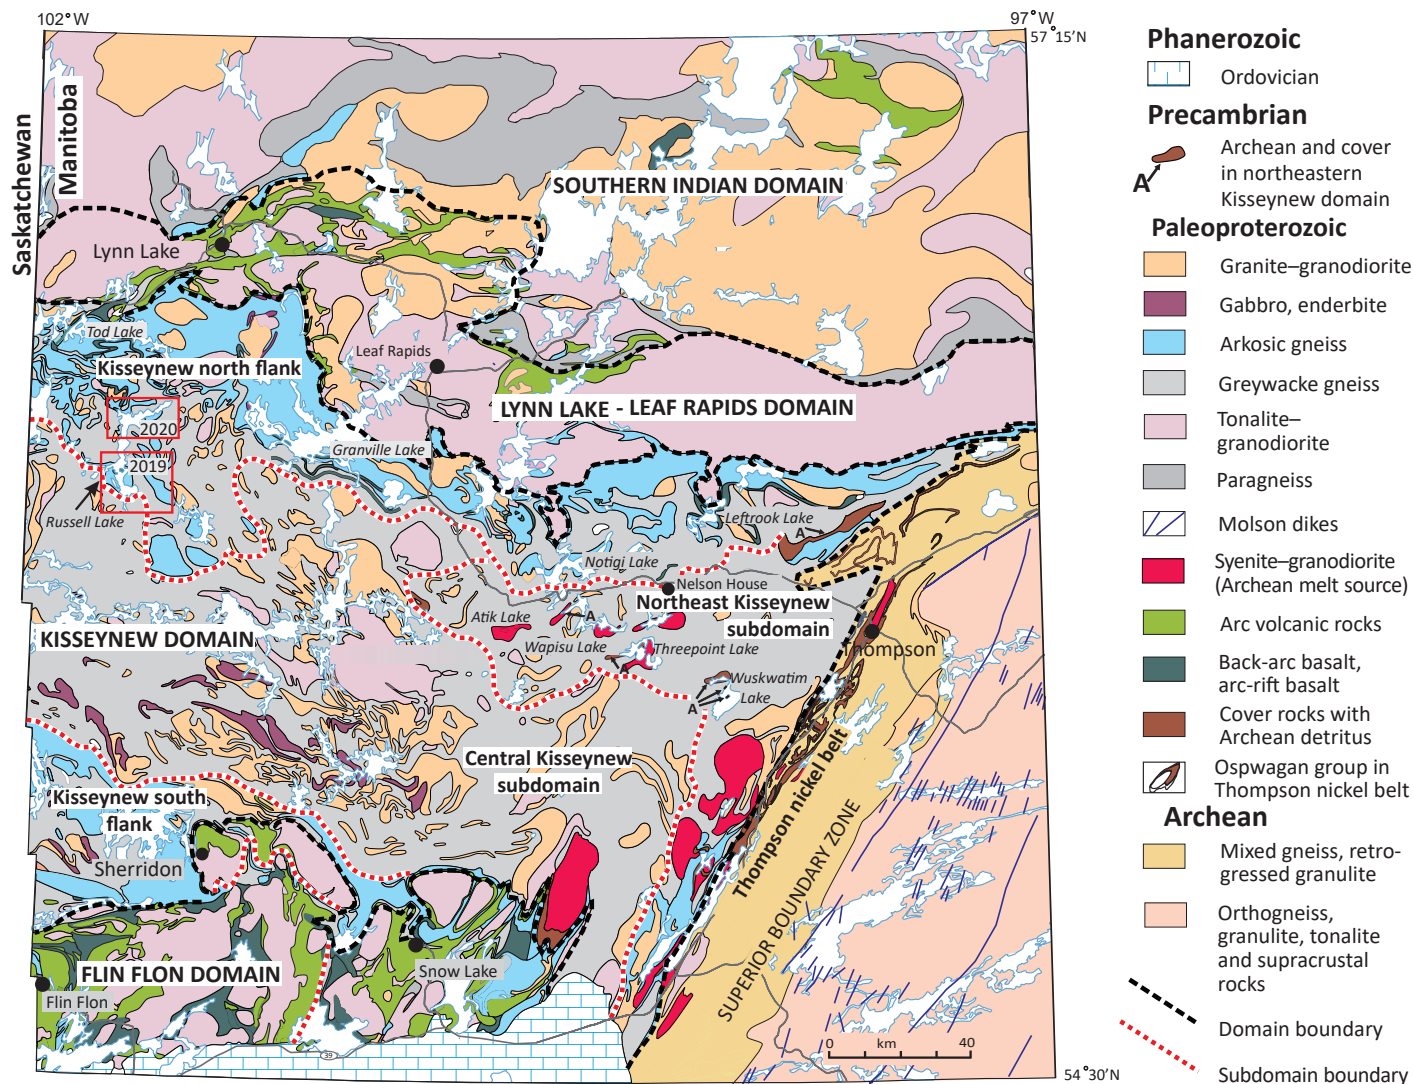 102°W
97°W
57°15'N
Saskatchewan
Manitoba
SOUTHERN INDIAN DOMAIN
Lynn Lake
Tod Lake
Leaf Rapids
Kisseynew north flank
LYNN LAKE - LEAF RAPIDS DOMAIN
2020
Granville Lake
2019
Russell Lake
Leftrook Lake
A
Notigi Lake
Nelson House
Northeast Kisseynew
subdomain
Atik Lake
A
KISSEYNEW DOMAIN
Wapisu Lake
Threepoint Lake
Thompson
A
Wuskwatim
Lake
A
Central Kisseynew
subdomain
Kisseynew south
flank
Thompson nickel belt
SUPERIOR BOUNDARY ZONE
Sherridon
FLIN FLON DOMAIN
Snow Lake
Flin Flon
39
0 km 40
54°30'N
Phanerozoic
Ordovician
Precambrian
A
Archean and cover
in northeastern
Kisseynew domain
Paleoproterozoic
Granite–granodiorite
Gabbro, enderbite
Arkosic gneiss
Greywacke gneiss
Tonalite–
granodiorite
Paragneiss
Molson dikes
Syenite–granodiorite
(Archean melt source)
Arc volcanic rocks
Back-arc basalt,
arc-rift basalt
Cover rocks with
Archean detritus
Ospwagan group in
Thompson nickel belt
Archean
Mixed gneiss, retro-
gressed granulite
Orthogneiss,
granulite, tonalite
and supracrustal
rocks
Domain boundary
Subdomain boundary